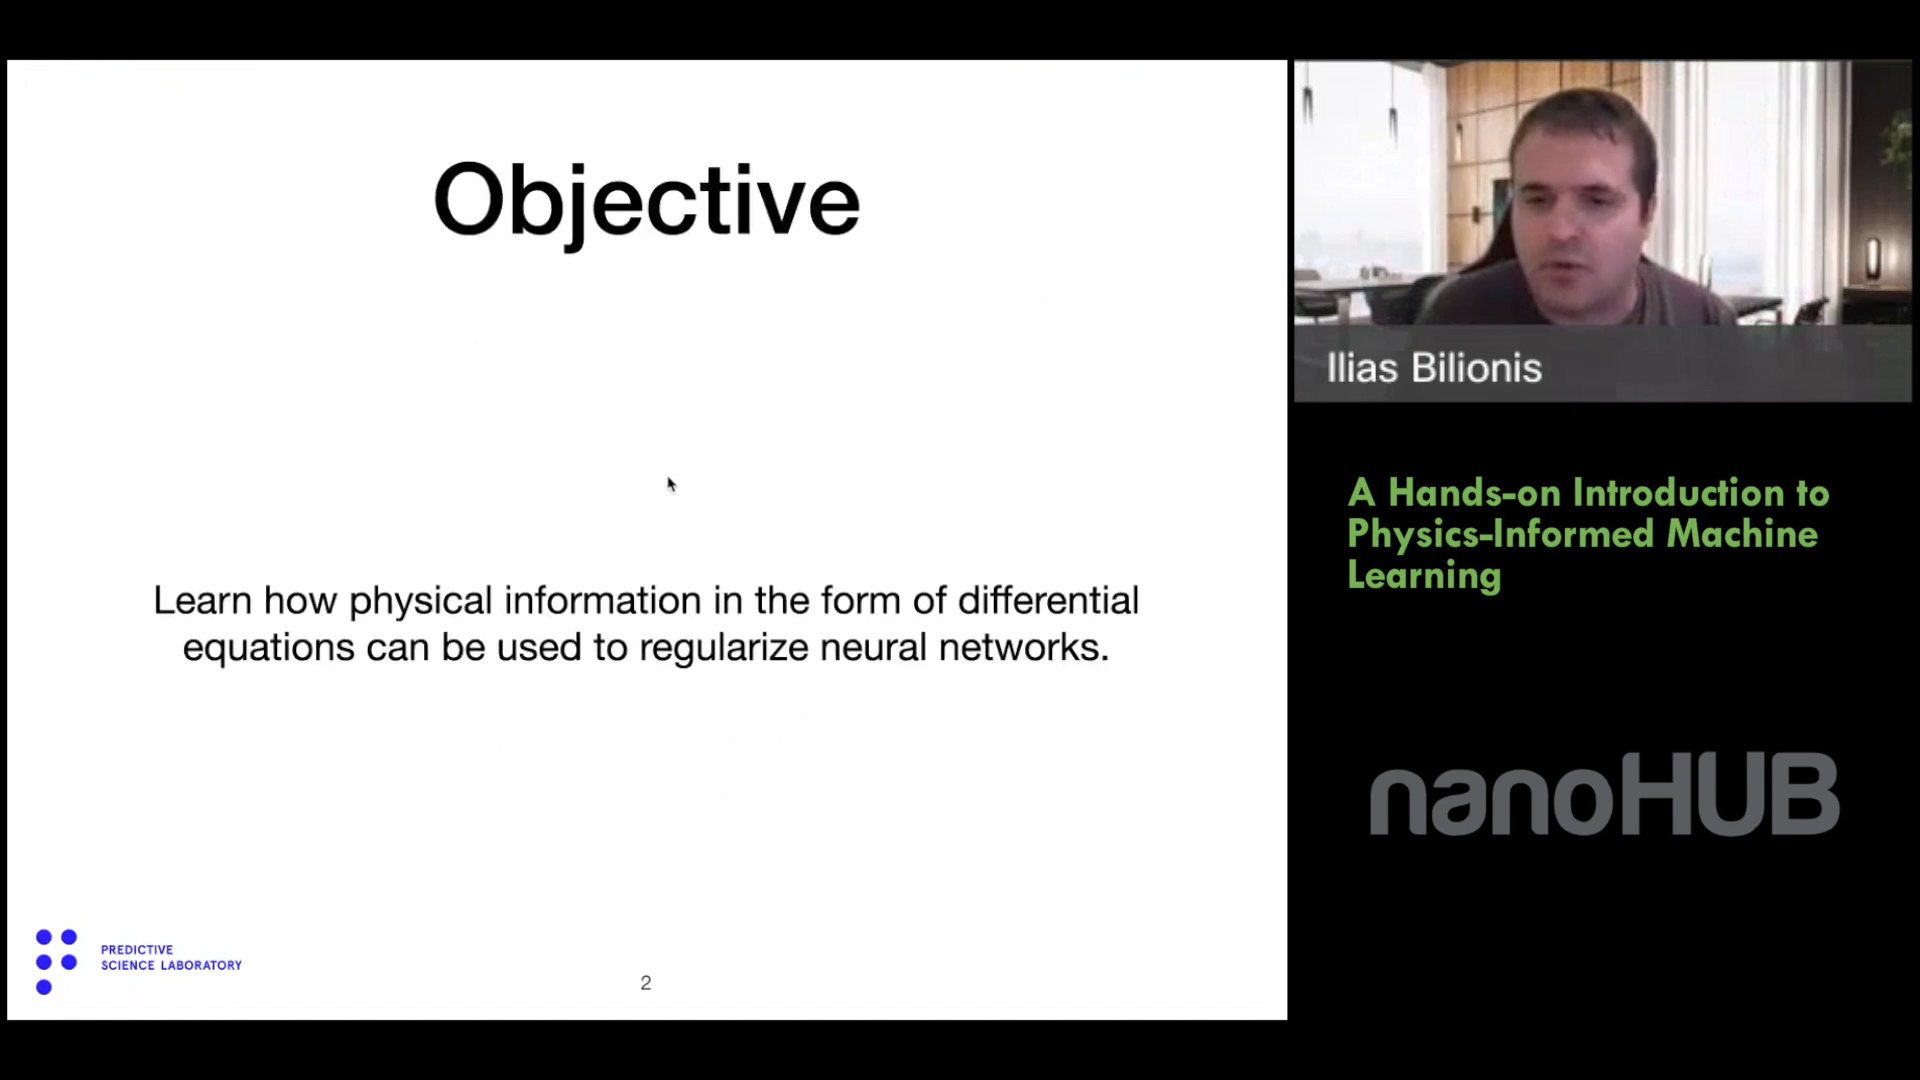 Objective
Learn how physical information in the form of differential
equations can be used to regularize neural networks.
PREDICTIVE
SCIENCE LABORATORY
2
Ilias Bilionis
A Hands-on Introduction to
Physics-Informed Machine
Learning
nanoHUB